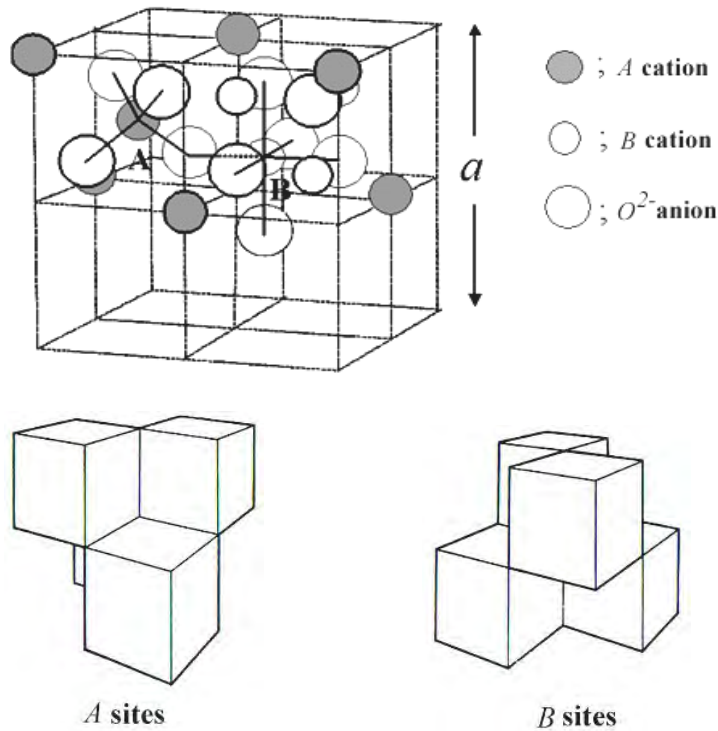 ; A cation
; B cation
; O²⁻ anion
A
B
a
A sites
B sites